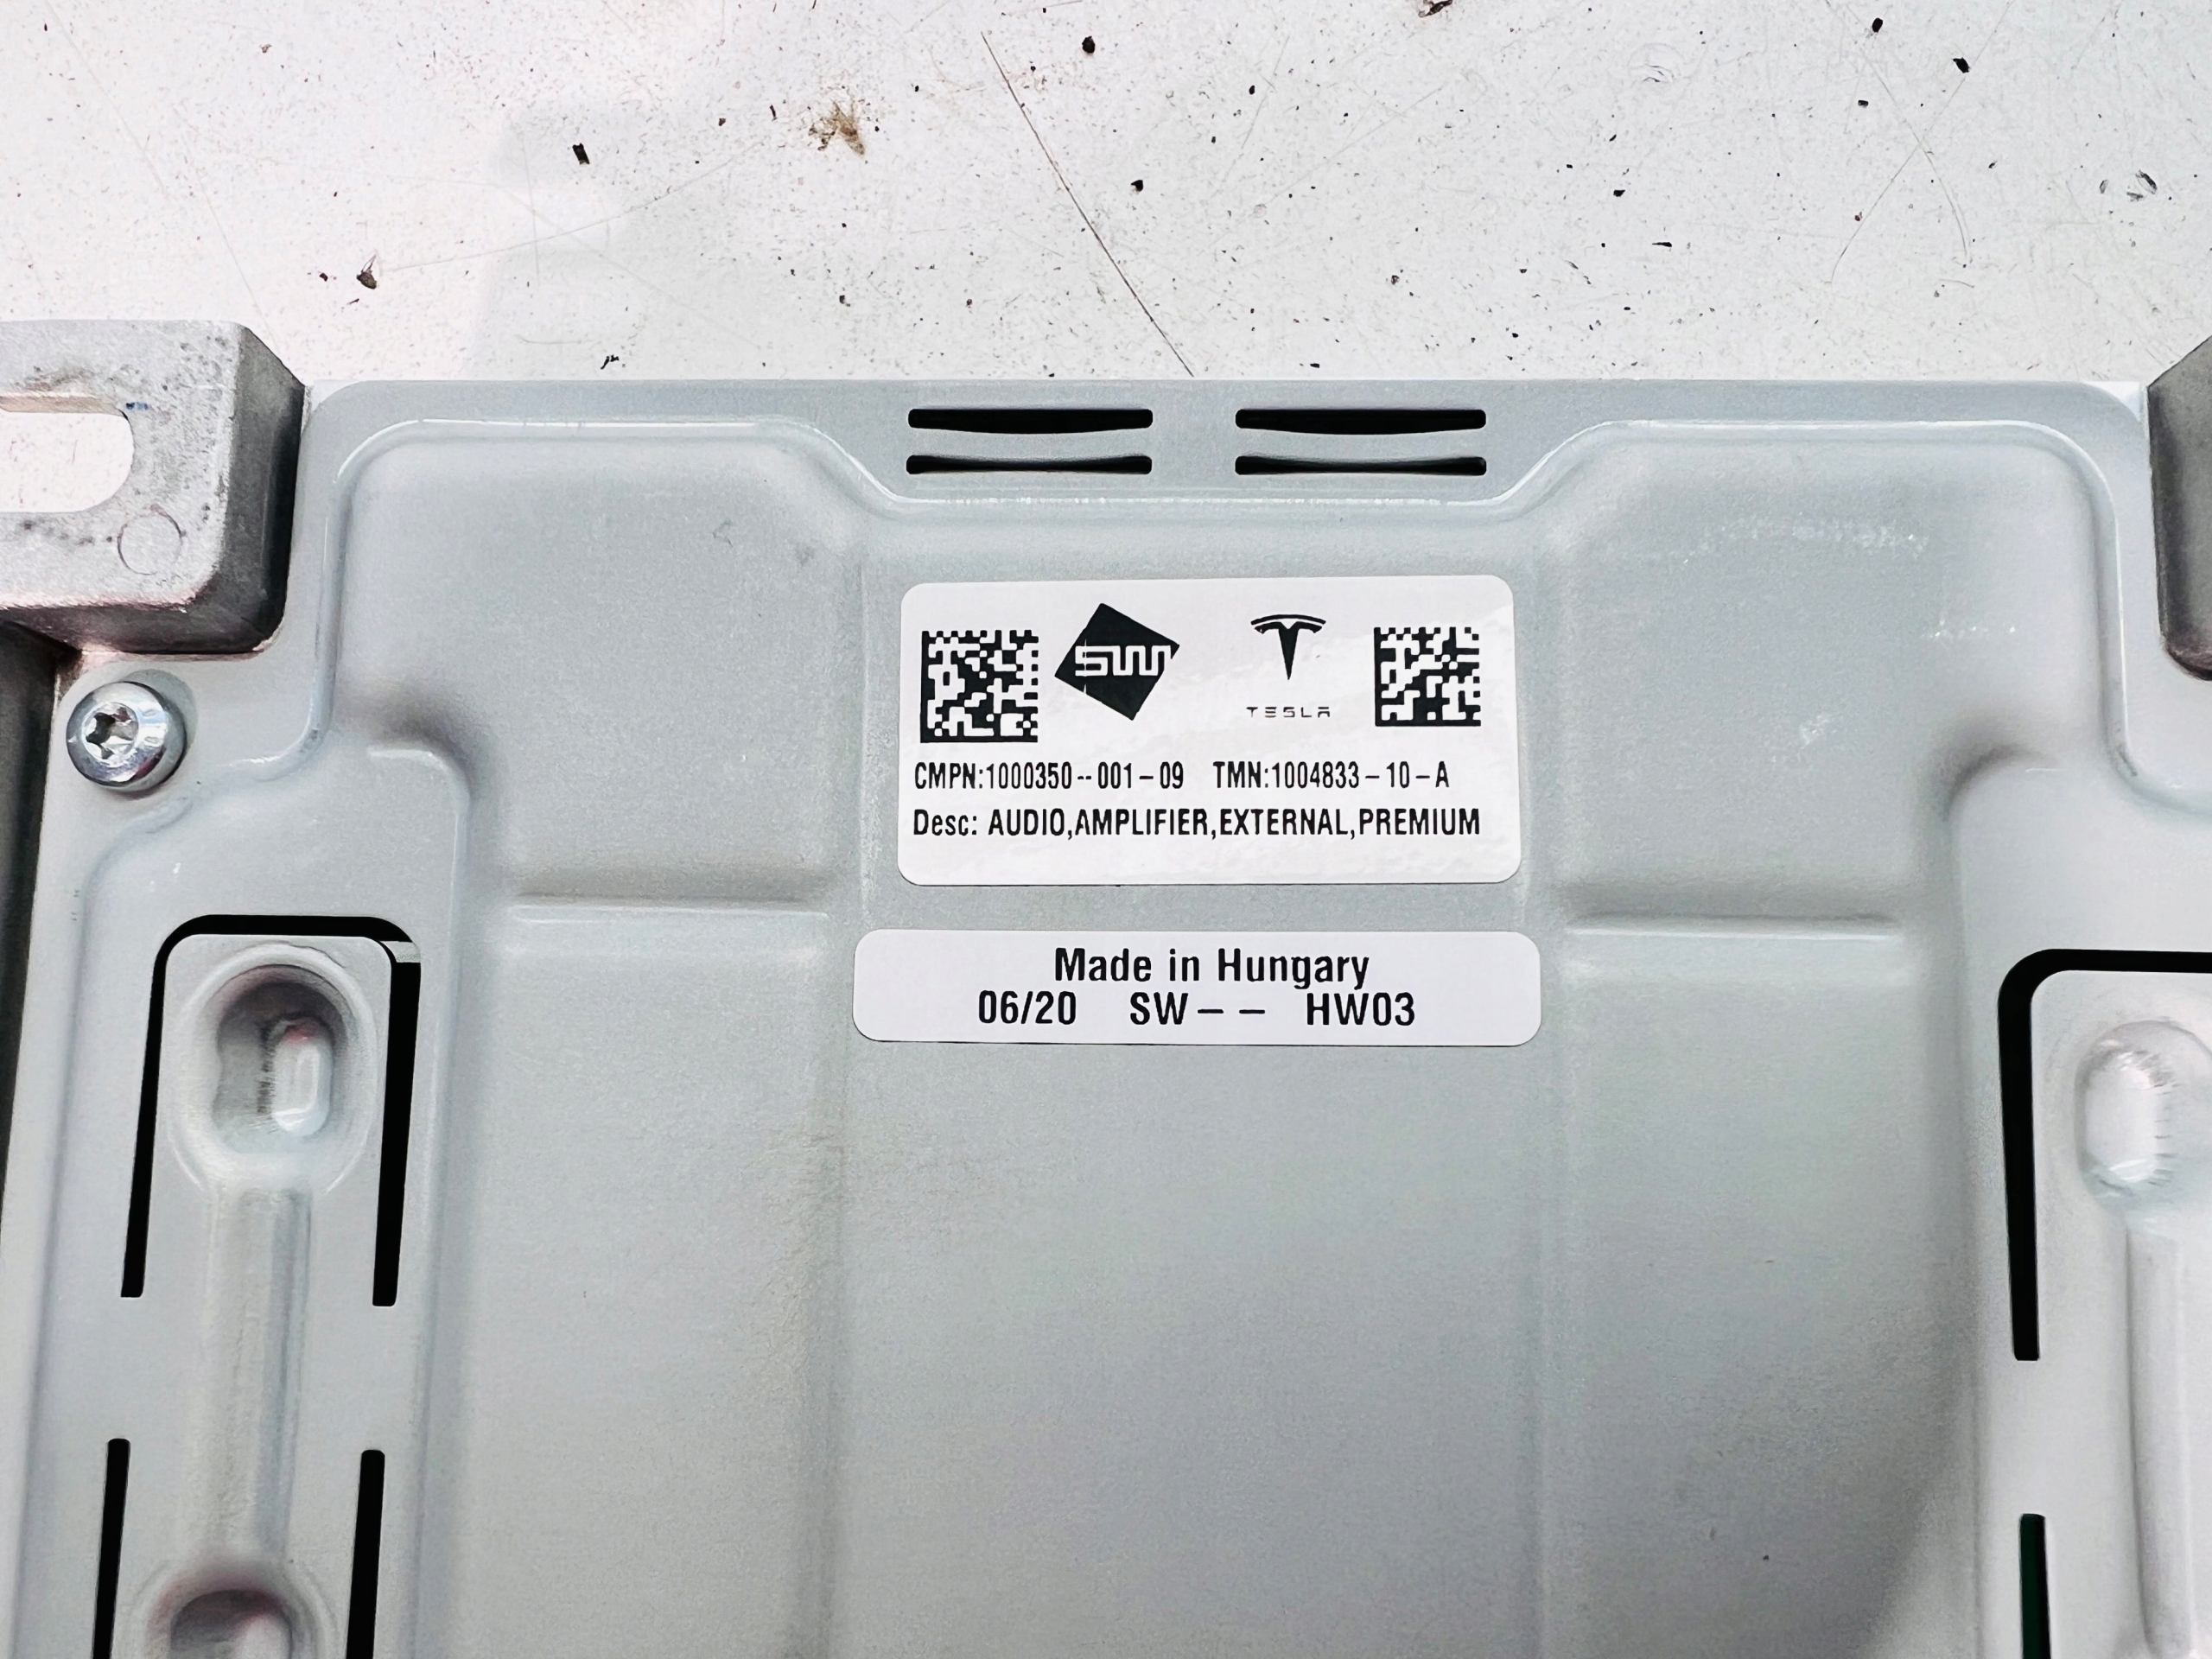 SW
TESLA
CMPN:1000350--001-09 TMN:1004833-10-A
Desc: AUDIO,AMPLIFIER,EXTERNAL,PREMIUM
Made in Hungary
06/20 SW-- HW03